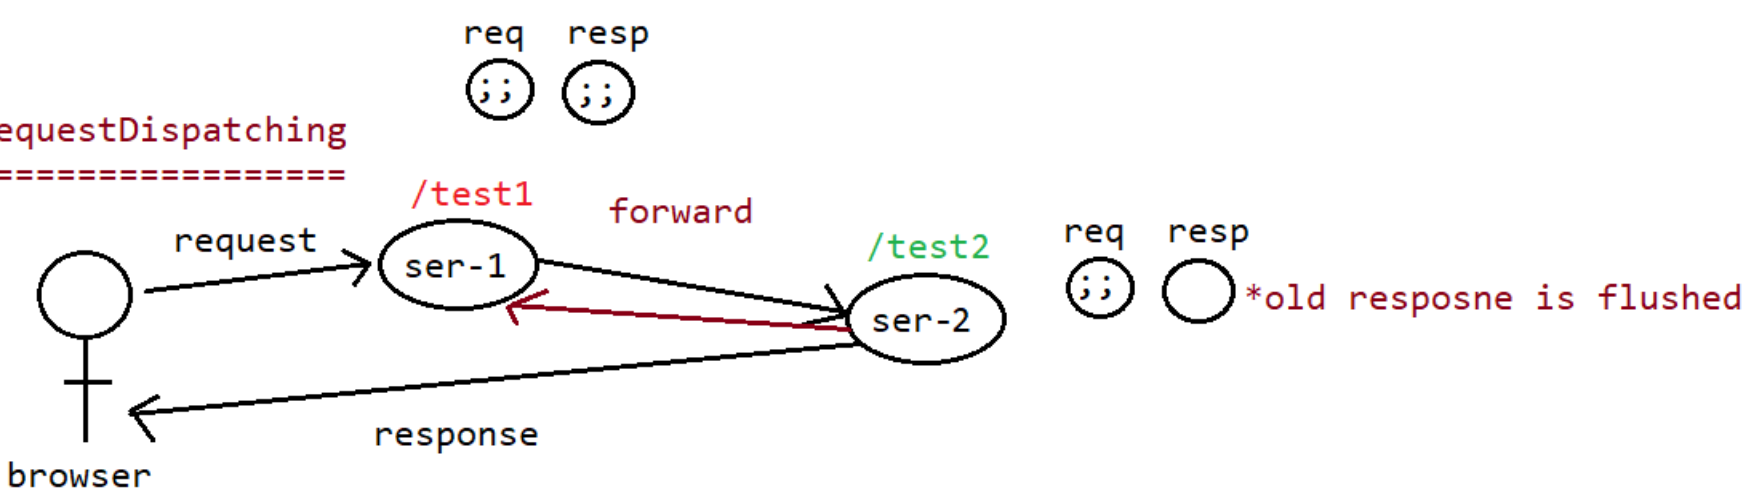 req resp
;; ;;
equestDispatching
=================
/test1
forward
request
ser-1
/test2
req resp
;;
*old resposne is flushed
ser-2
response
browser